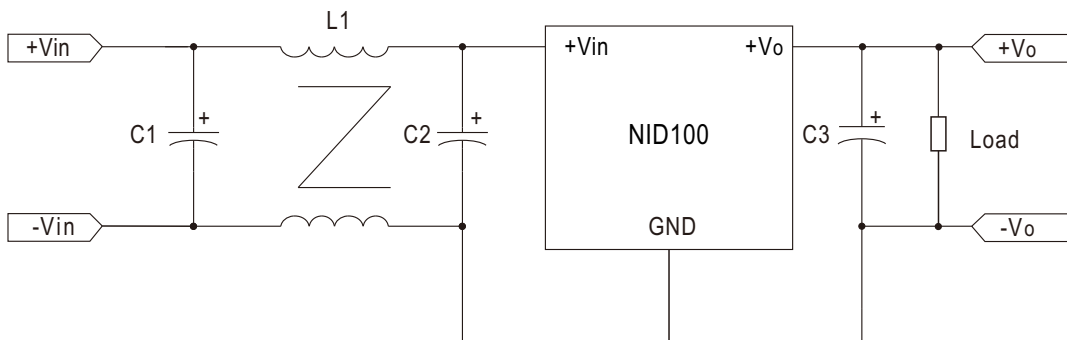 L1
+Vin
+Vin
+Vo
+Vo
+
C1
+
C2
NID100
+
C3
Load
-Vin
GND
-Vo